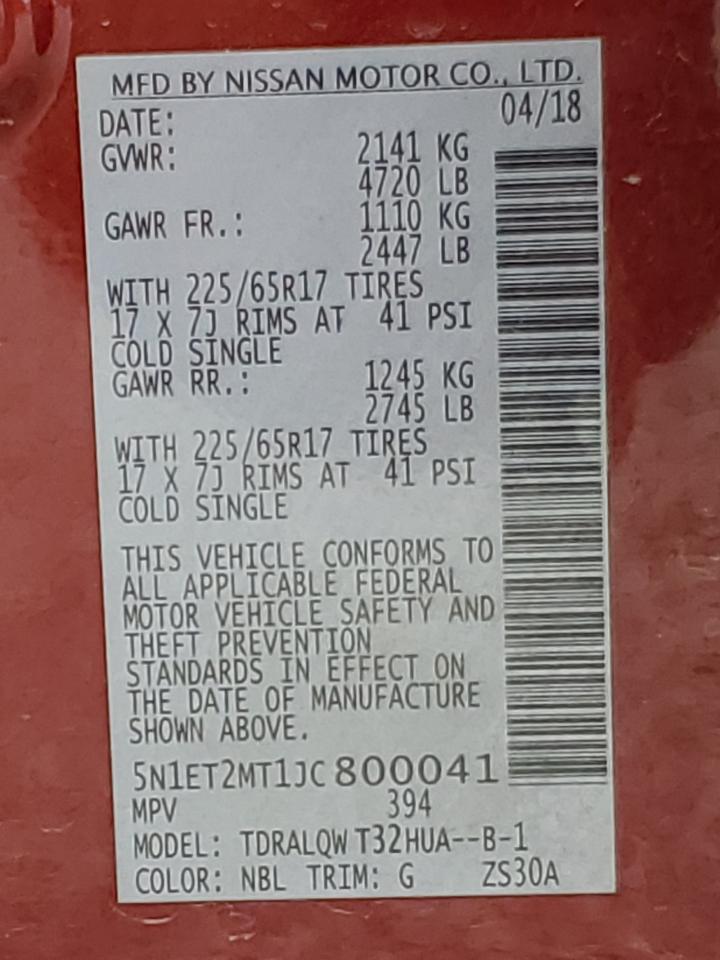 MFD BY NISSAN MOTOR CO., LTD.
DATE: 04/18
GVWR: 2141 KG
4720 LB
GAWR FR.: 1110 KG
2447 LB
WITH 225/65R17 TIRES
17 X 7J RIMS AT 41 PSI
COLD SINGLE
GAWR RR.: 1245 KG
2745 LB
WITH 225/65R17 TIRES
17 X 7J RIMS AT 41 PSI
COLD SINGLE
THIS VEHICLE CONFORMS TO
ALL APPLICABLE FEDERAL
MOTOR VEHICLE SAFETY AND
THEFT PREVENTION
STANDARDS IN EFFECT ON
THE DATE OF MANUFACTURE
SHOWN ABOVE.
5N1ET2MT1JC800041
MPV 394
MODEL: TDRALQW T32HUA--B-1
COLOR: NBL TRIM: G ZS30A